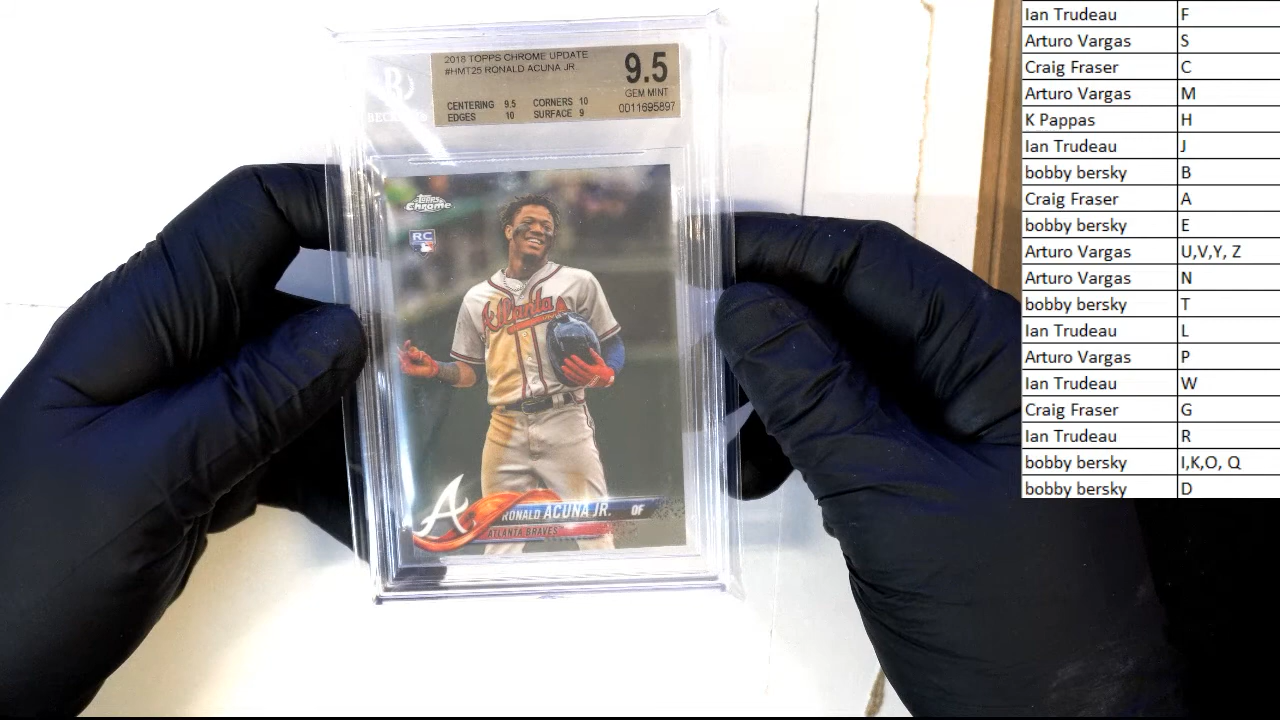 2018 TOPPS CHROME UPDATE
#HMT25 RONALD ACUNA JR.
9.5
GEM MINT
CENTERING 9.5 CORNERS 10
EDGES 10 SURFACE 9
0011695897
Topps
Chrome
RC
Atlanta
A
RONALD ACUNA JR. OF
ATLANTA BRAVES
Ian Trudeau F
Arturo Vargas S
Craig Fraser C
Arturo Vargas M
K Pappas H
Ian Trudeau J
bobby bersky B
Craig Fraser A
bobby bersky E
Arturo Vargas U,V,Y, Z
Arturo Vargas N
bobby bersky T
Ian Trudeau L
Arturo Vargas P
Ian Trudeau W
Craig Fraser G
Ian Trudeau R
bobby bersky I,K,O, Q
bobby bersky D